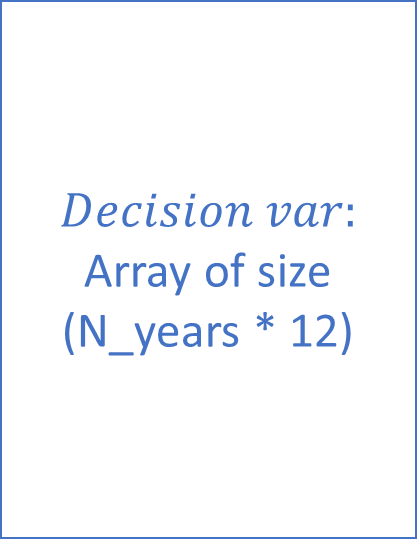 Decision var:
Array of size
(N_years * 12)